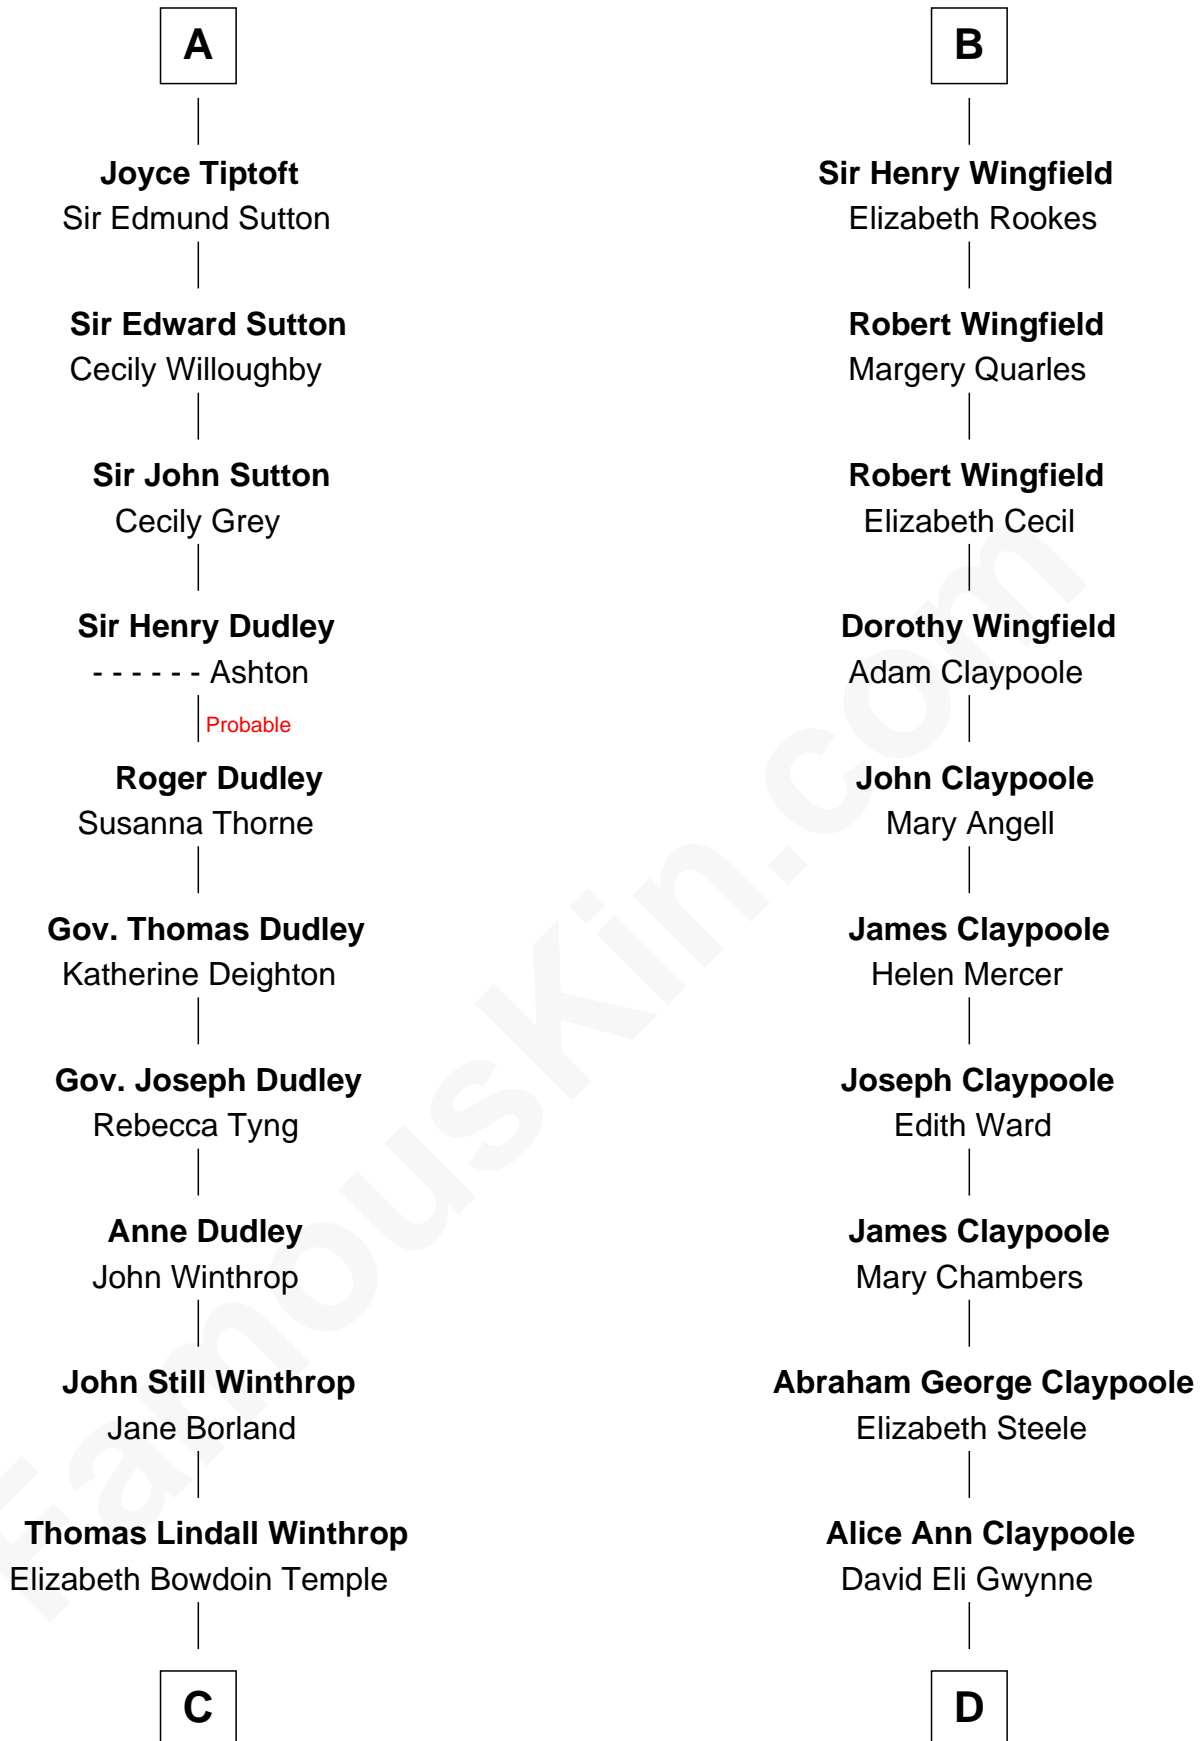 A
Joyce Tiptoft
Sir Edmund Sutton
Sir Edward Sutton
Cecily Willoughby
Sir John Sutton
Cecily Grey
Sir Henry Dudley
- - - - - - Ashton
Probable
Roger Dudley
Susanna Thorne
Gov. Thomas Dudley
Katherine Deighton
Gov. Joseph Dudley
Rebecca Tyng
Anne Dudley
John Winthrop
John Still Winthrop
Jane Borland
Thomas Lindall Winthrop
Elizabeth Bowdoin Temple
C
B
Sir Henry Wingfield
Elizabeth Rookes
Robert Wingfield
Margery Quarles
Robert Wingfield
Elizabeth Cecil
Dorothy Wingfield
Adam Claypoole
John Claypoole
Mary Angell
James Claypoole
Helen Mercer
Joseph Claypoole
Edith Ward
James Claypoole
Mary Chambers
Abraham George Claypoole
Elizabeth Steele
Alice Ann Claypoole
David Eli Gwynne
D
FamousKin.com